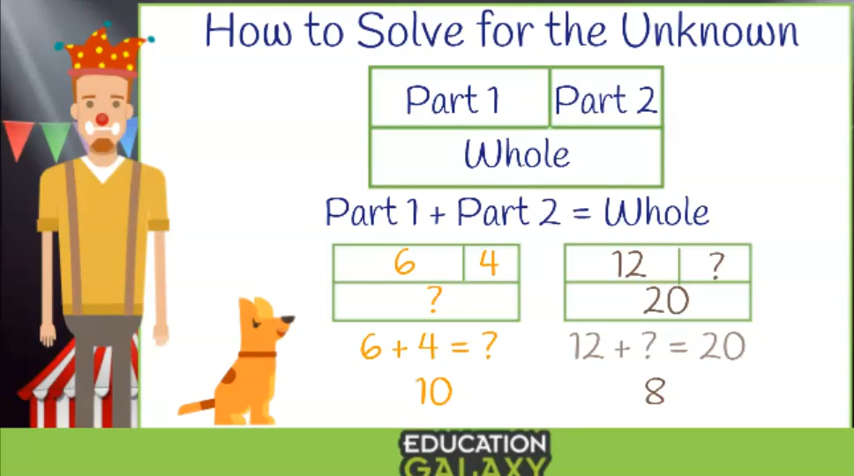 How to Solve for the Unknown
Part 1 Part 2
Whole
Part 1 + Part 2 = Whole
6 4
?
6 + 4 = ?
10
12 ?
20
12 + ? = 20
8
EDUCATION
GALAXY